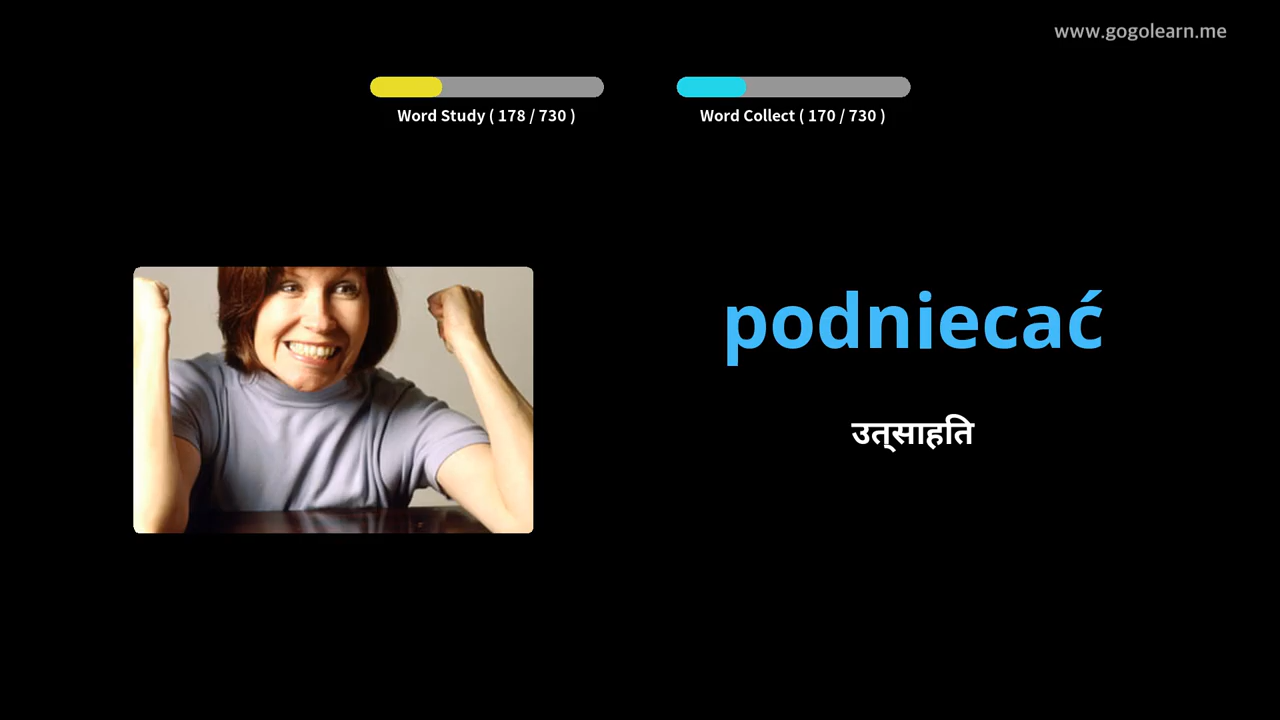 www.gogolearn.me
Word Study ( 178 / 730 )
Word Collect ( 170 / 730 )
podniecać
उत्साहति